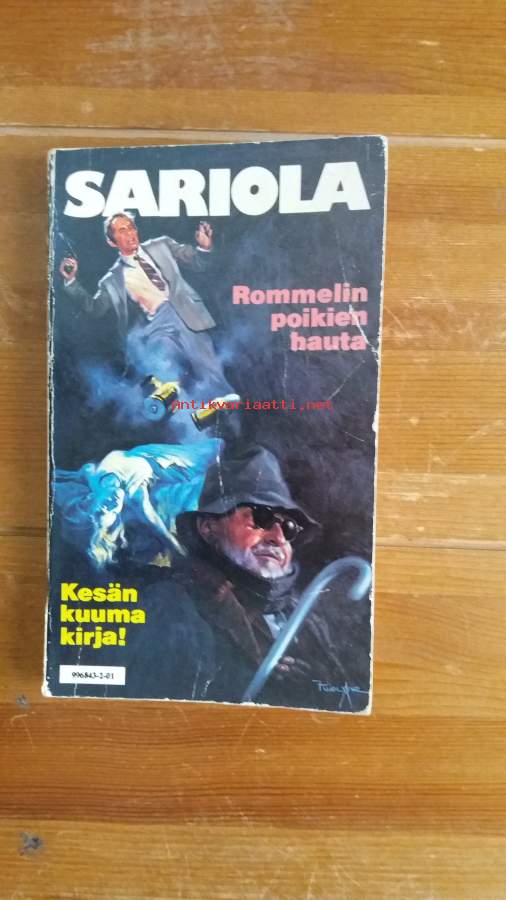 SARIOLA
Rommelin
poikien
hauta
antikvariaatti.net
Kesän
kuuma
kirja!
996843-2-01